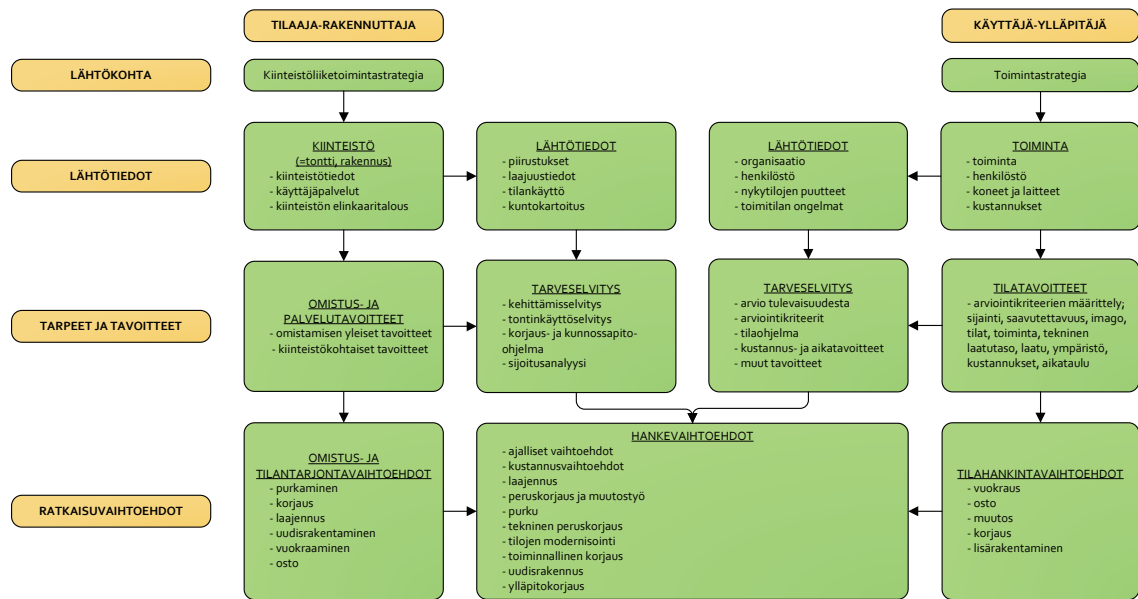 TILAAJA-RAKENNUTTAJA
KÄYTTÄJÄ-YLLÄPITÄJÄ
LÄHTÖKOHTA
Kiinteistöliiketoimintastrategia
Toimintastrategia
LÄHTÖTIEDOT
KIINTEISTÖ
(=tontti, rakennus)
- kiinteistötiedot
- käyttäjäpalvelut
- kiinteistön elinkaaritalous
LÄHTÖTIEDOT
- piirustukset
- laajuustiedot
- tilankäyttö
- kuntokartoitus
LÄHTÖTIEDOT
- organisaatio
- henkilöstö
- nykytilojen puutteet
- toimitilan ongelmat
TOIMINTA
- toiminta
- henkilöstö
- koneet ja laitteet
- kustannukset
TARPEET JA TAVOITTEET
OMISTUS- JA
PALVELUTAVOITTEET
- omistamisen yleiset tavoitteet
- kiinteistökohtaiset tavoitteet
TARVESELVITYS
- kehittämisselvitys
- tontinkäyttöselvitys
- korjaus- ja kunnossapito-
ohjelma
- sijoitusanalyysi
TARVESELVITYS
- arvio tulevaisuudesta
- arviointikriteerit
- tilaohjelma
- kustannus- ja aikatavoitteet
- muut tavoitteet
TILATAVOITTEET
- arviointikriteerien määrittely;
sijainti, saavutettavuus, imago,
tilat, toiminta, tekninen
laatutaso, laatu, ympäristö,
kustannukset, aikataulu
RATKAISUVAIHTOEHDOT
OMISTUS- JA
TILANTARJONTAVAIHTOEHDOT
- purkaminen
- korjaus
- laajennus
- uudisrakentaminen
- vuokraaminen
- osto
HANKEVAIHTOEHDOT
- ajalliset vaihtoehdot
- kustannusvaihtoehdot
- laajennus
- peruskorjaus ja muutostyö
- purku
- tekninen peruskorjaus
- tilojen modernisointi
- toiminnallinen korjaus
- uudisrakennus
- ylläpitokorjaus
TILAHANKINTAVAIHTOEHDOT
- vuokraus
- osto
- muutos
- korjaus
- lisärakentaminen